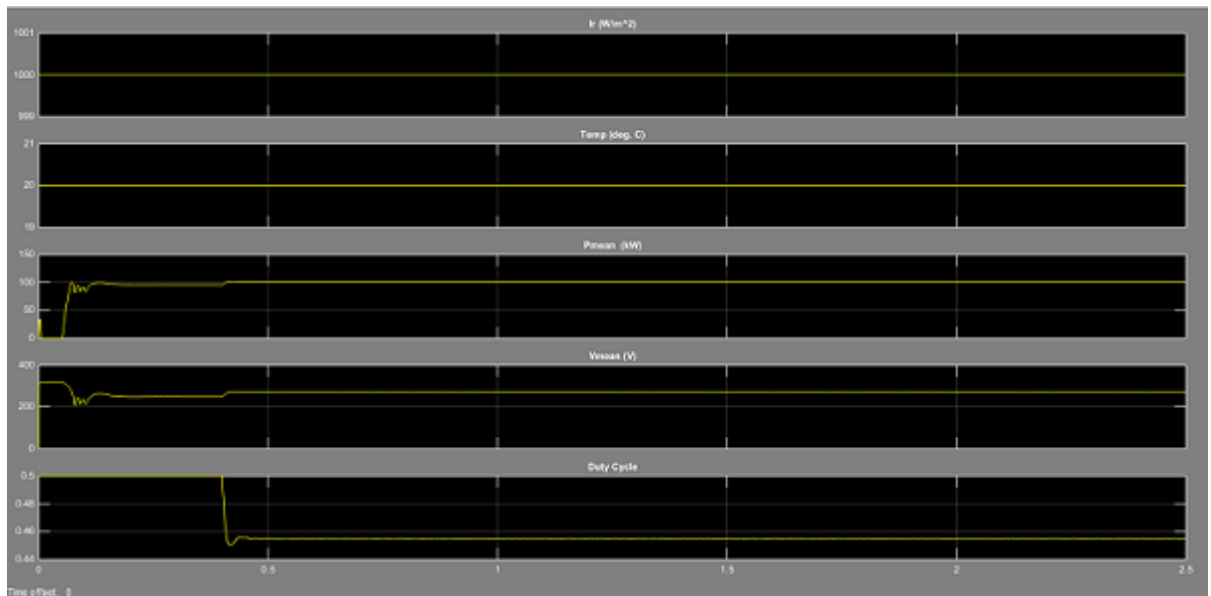 Ir (W/m^2)
1001
1000
999
Temp (deg. C)
21
20
19
Pmean (kW)
150
100
50
0
Vmean (V)
400
200
0
Duty Cycle
0.5
0.48
0.46
0.44
0 0.5 1 1.5 2 2.5
Time offset: 0